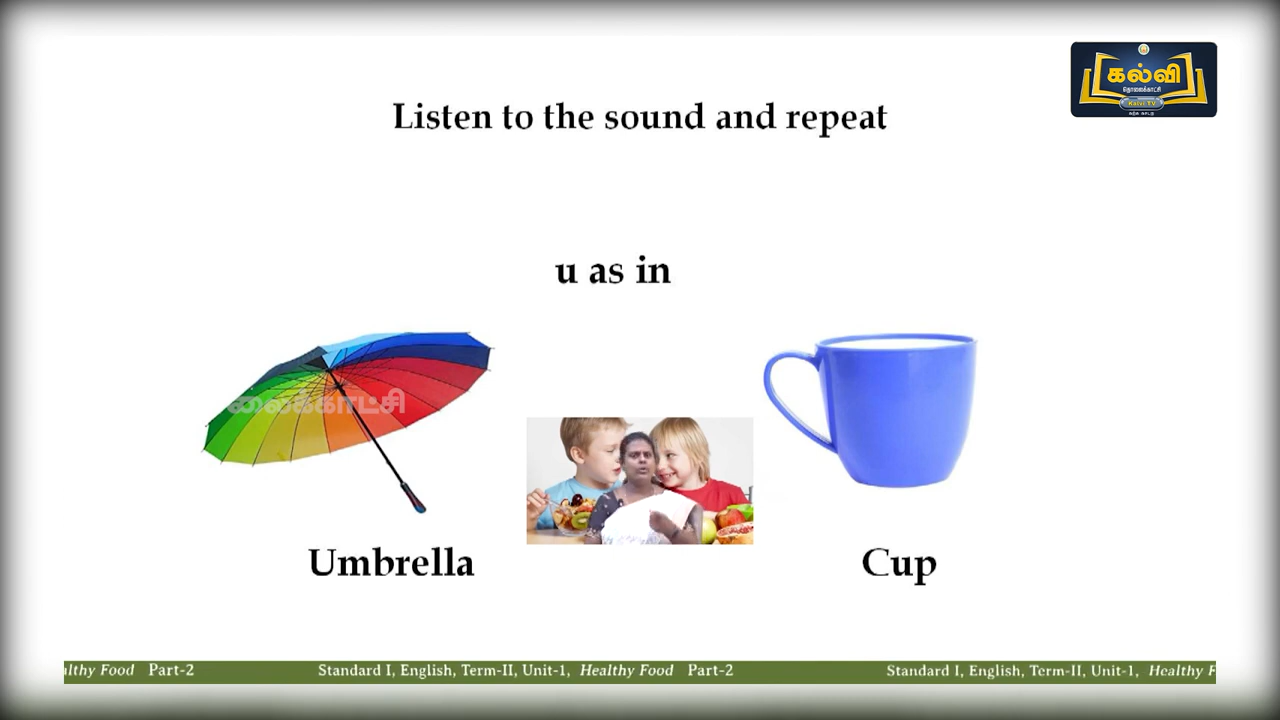 கல்வி
தொலைக்காட்சி
Kalvi TV
Listen to the sound and repeat
u as in
லைக்காட்சி
Umbrella
Cup
althy Food Part-2 Standard I, English, Term-II, Unit-1, Healthy Food Part-2 Standard I, English, Term-II, Unit-1, Healthy F